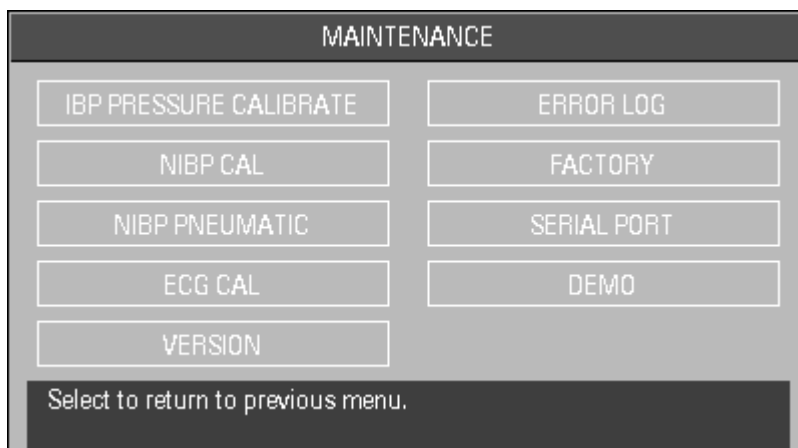 MAINTENANCE
IBP PRESSURE CALIBRATE
ERROR LOG
NIBP CAL
FACTORY
NIBP PNEUMATIC
SERIAL PORT
ECG CAL
DEMO
VERSION
Select to return to previous menu.